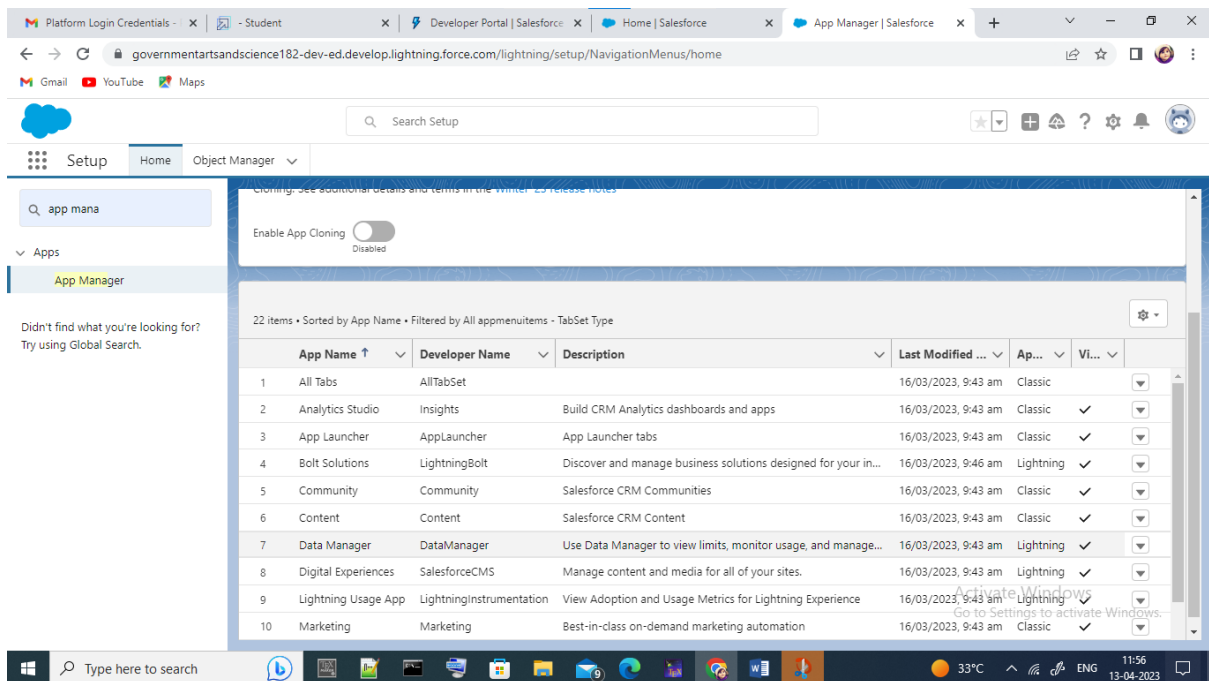 Platform Login Credentials -
- Student
Developer Portal | Salesforce
Home | Salesforce
App Manager | Salesforce
governmentartsandscience182-dev-ed.develop.lightning.force.com/lightning/setup/NavigationMenus/home
Gmail YouTube Maps
Search Setup
Setup Home Object Manager
app mana
Apps
App Manager
Didn't find what you're looking for?
Try using Global Search.
Cloning. See additional details and terms in the Winter '23 release notes
Enable App Cloning
Disabled
22 items • Sorted by App Name • Filtered by All appmenuitems - TabSet Type
App Name ↑ Developer Name Description Last Modified ... Ap... Vi...
1 All Tabs AllTabSet 16/03/2023, 9:43 am Classic
2 Analytics Studio Insights Build CRM Analytics dashboards and apps 16/03/2023, 9:43 am Classic
3 App Launcher AppLauncher App Launcher tabs 16/03/2023, 9:43 am Classic
4 Bolt Solutions LightningBolt Discover and manage business solutions designed for your in... 16/03/2023, 9:46 am Lightning
5 Community Community Salesforce CRM Communities 16/03/2023, 9:43 am Classic
6 Content Content Salesforce CRM Content 16/03/2023, 9:43 am Classic
7 Data Manager DataManager Use Data Manager to view limits, monitor usage, and manage... 16/03/2023, 9:43 am Lightning
8 Digital Experiences SalesforceCMS Manage content and media for all of your sites. 16/03/2023, 9:43 am Lightning
9 Lightning Usage App LightningInstrumentation View Adoption and Usage Metrics for Lightning Experience 16/03/2023, 9:43 am Lightning
10 Marketing Marketing Best-in-class on-demand marketing automation 16/03/2023, 9:43 am Classic
Activate Windows
Go to Settings to activate Windows.
Type here to search
9
33°C ENG
11:56
13-04-2023